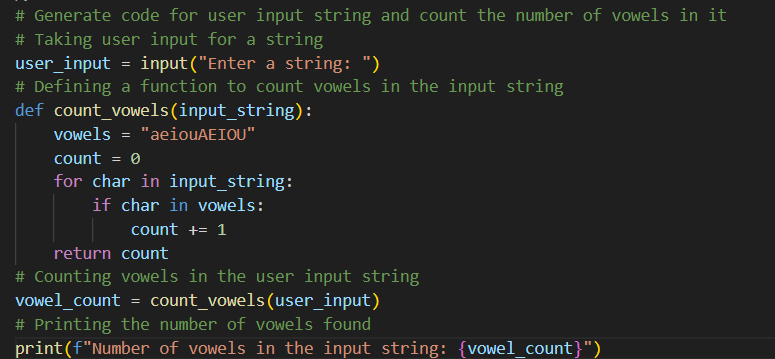 # Generate code for user input string and count the number of vowels in it
# Taking user input for a string
user_input = input("Enter a string: ")
# Defining a function to count vowels in the input string
def count_vowels(input_string):
    vowels = "aeiouAEIOU"
    count = 0
    for char in input_string:
        if char in vowels:
            count += 1
    return count
# Counting vowels in the user input string
vowel_count = count_vowels(user_input)
# Printing the number of vowels found
print(f"Number of vowels in the input string: {vowel_count}")